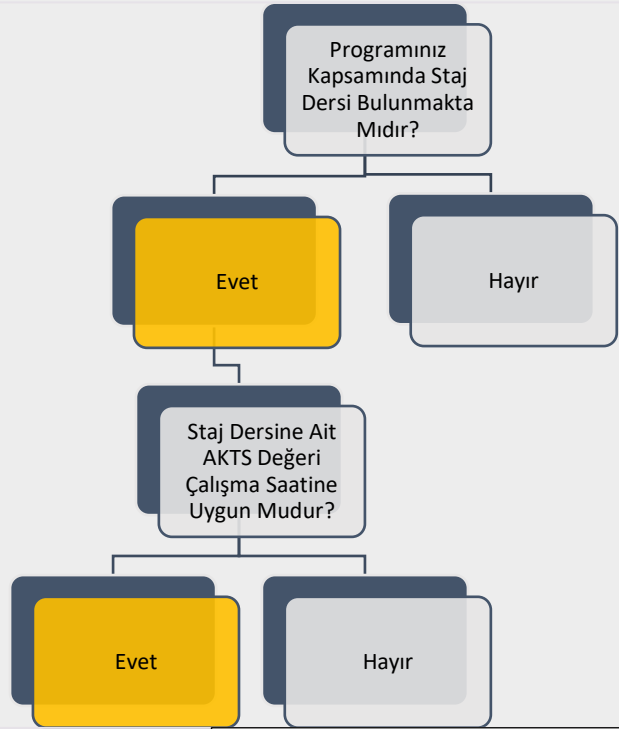 Programınız
Kapsamında Staj
Dersi Bulunmakta
Mıdır?
Evet
Hayır
Staj Dersine Ait
AKTS Değeri
Çalışma Saatine
Uygun Mudur?
Evet
Hayır